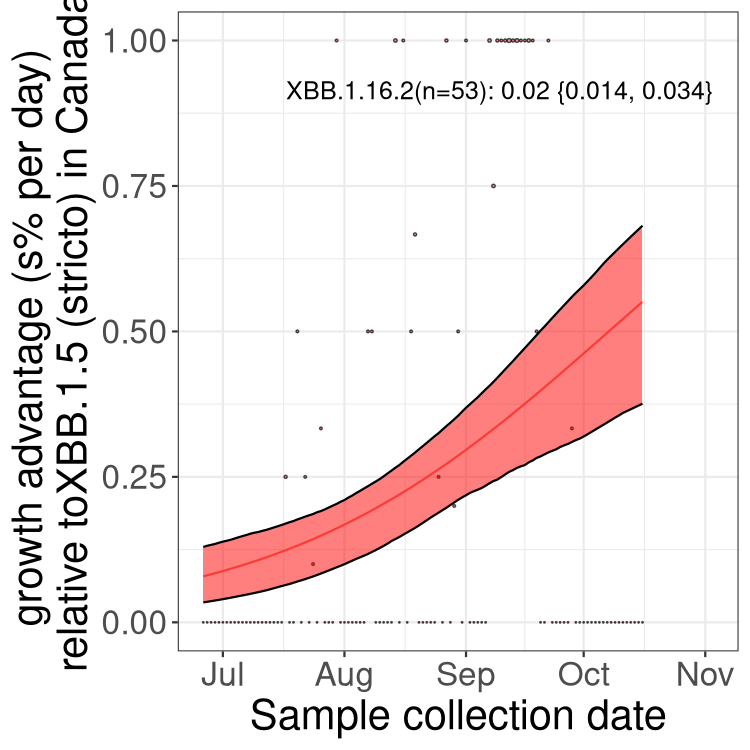 growth advantage (s% per day)
relative toXBB.1.5 (stricto) in Canada
1.00
0.75
0.50
0.25
0.00
XBB.1.16.2(n=53): 0.02 {0.014, 0.034}
Jul Aug Sep Oct Nov
Sample collection date